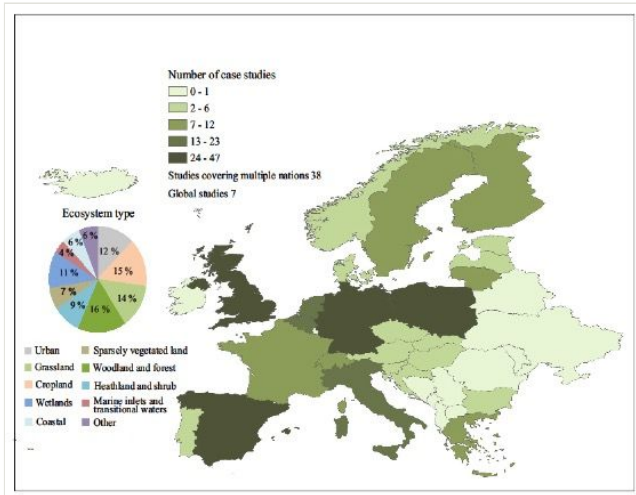 Number of case studies
0 - 1
2 - 6
7 - 12
13 - 23
24 - 47
Studies covering multiple nations 38
Global studies 7
Ecosystem type
6 %
6 %
12 %
4 %
11 %
15 %
7 %
14 %
9 %
16 %
Urban
Sparsely vegetated land
Grassland
Woodland and forest
Cropland
Heathland and shrub
Wetlands
Marine inlets and
transitional waters
Coastal
Other